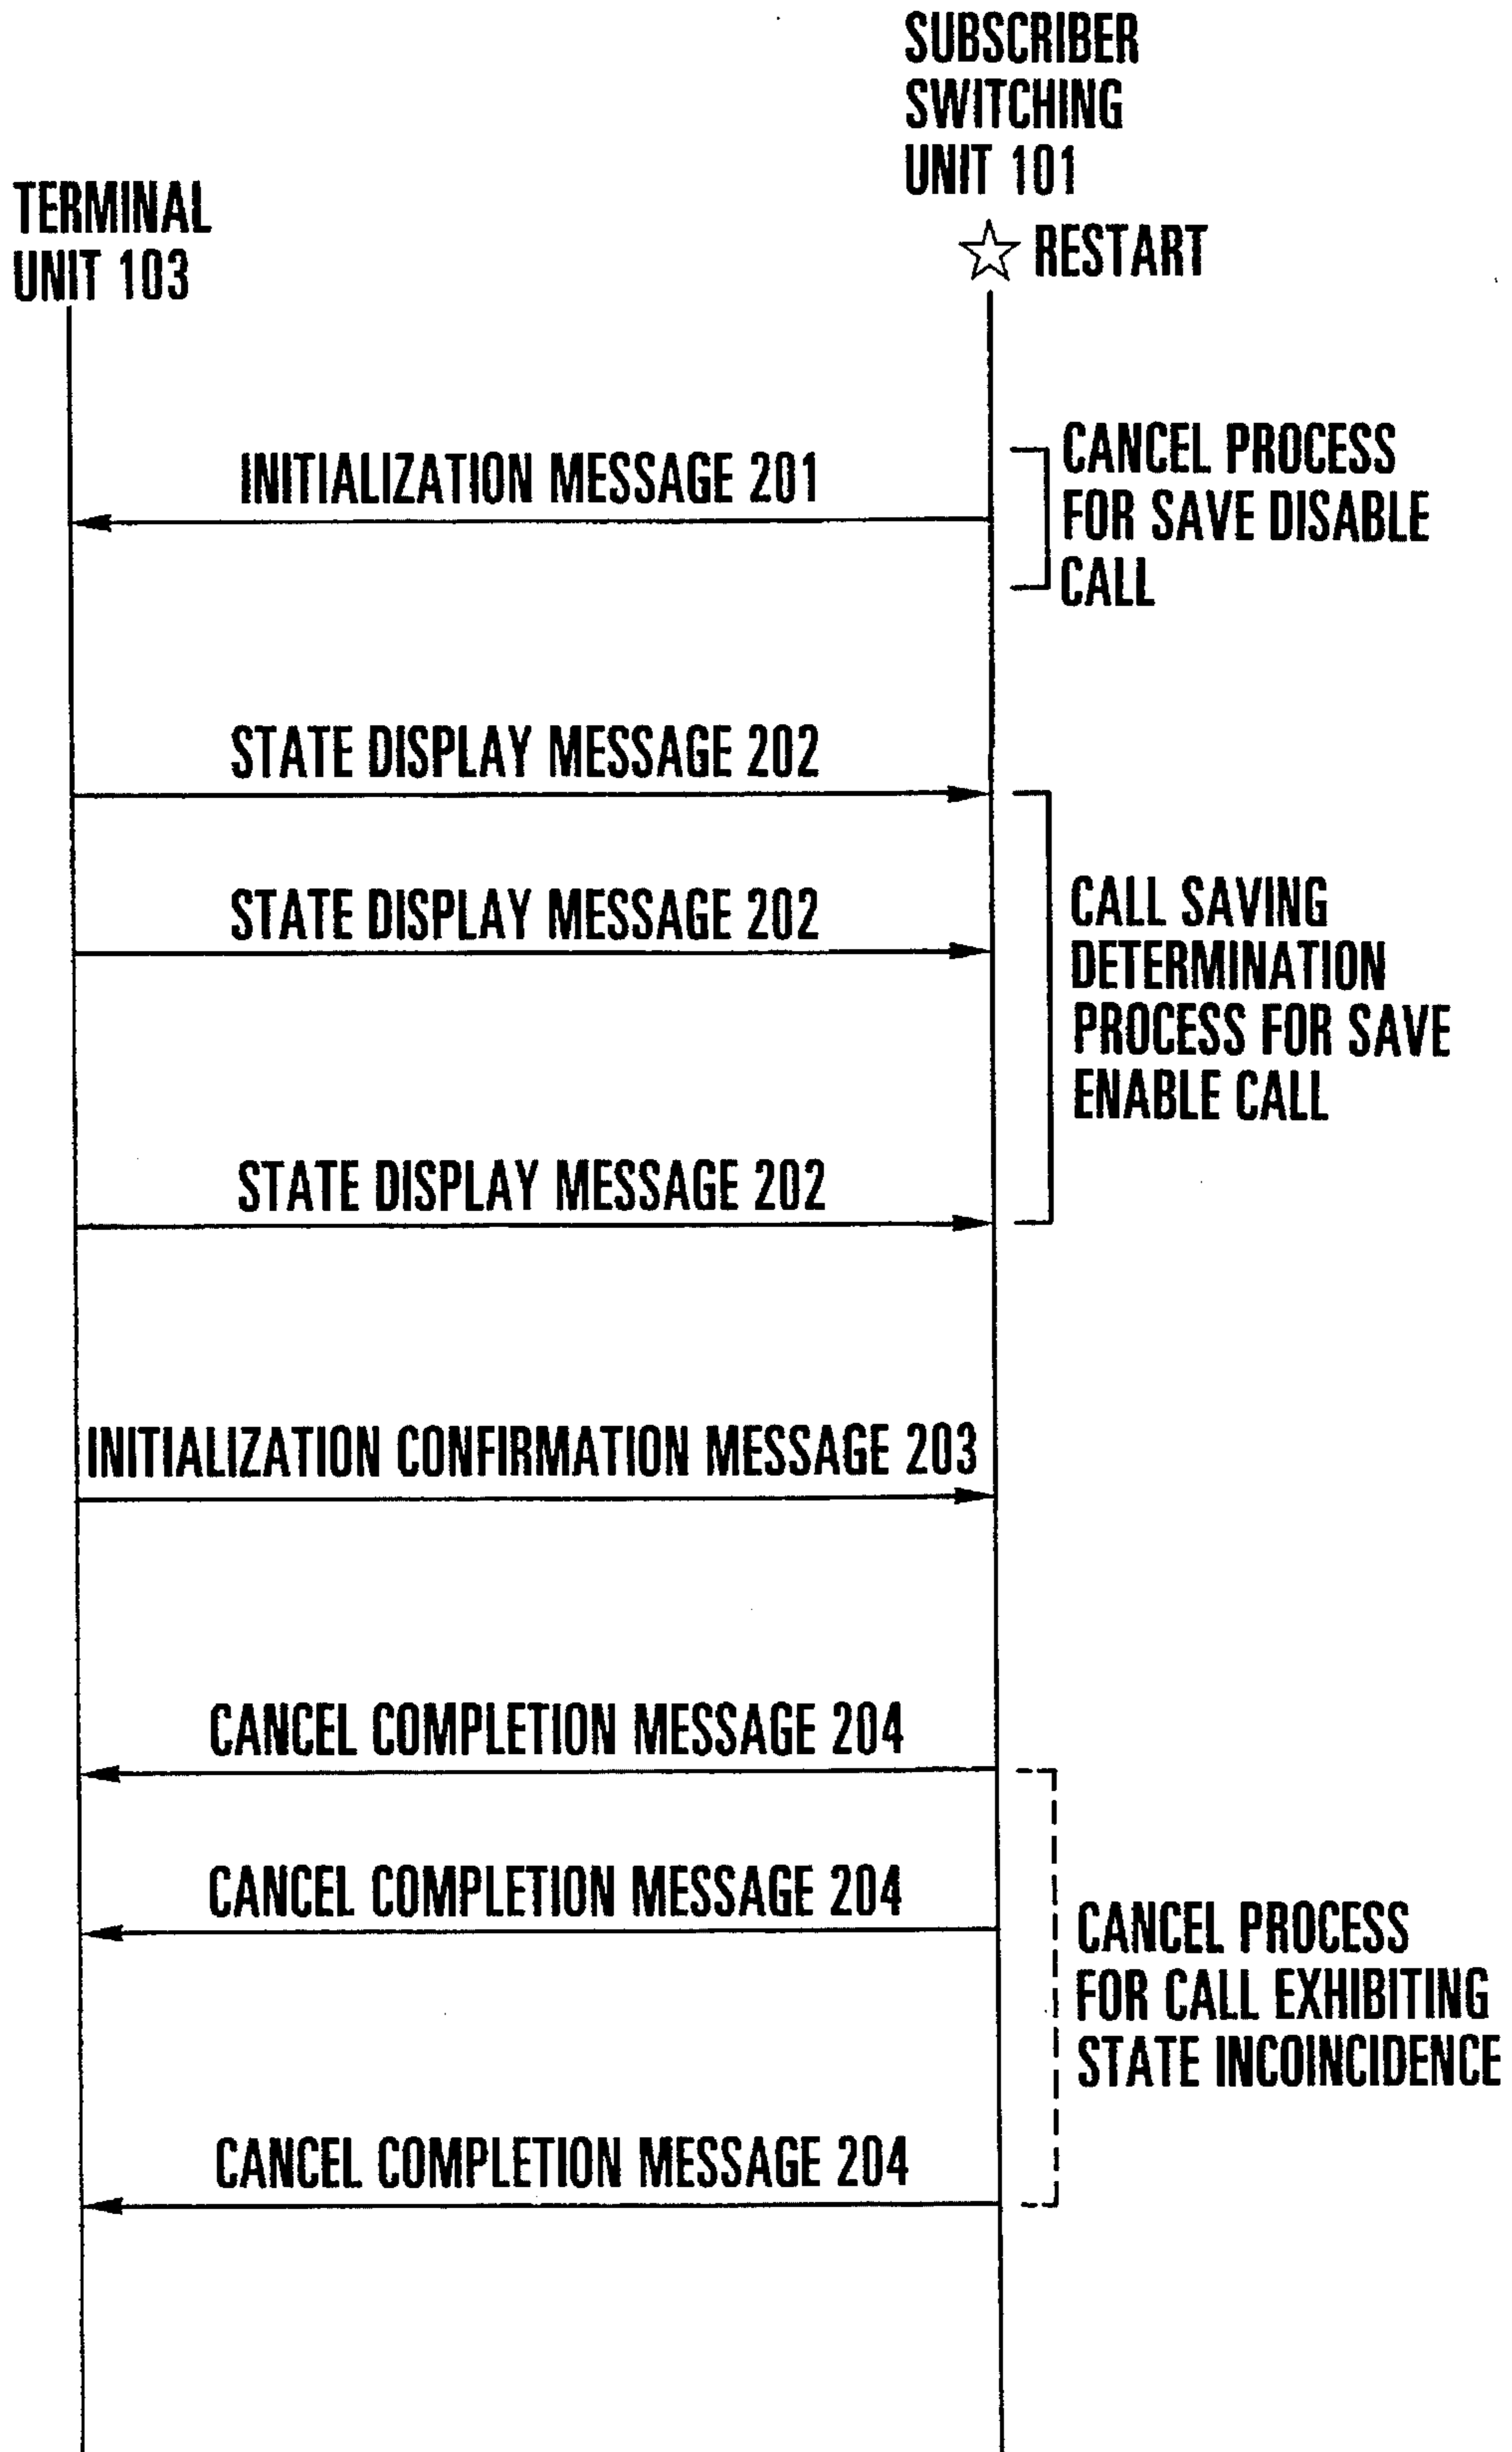 SUBSCRIBER
SWITCHING
UNIT 101
TERMINAL
UNIT 103
RESTART
INITIALIZATION MESSAGE 201
CANCEL PROCESS
FOR SAVE DISABLE
CALL
STATE DISPLAY MESSAGE 202
STATE DISPLAY MESSAGE 202
CALL SAVING
DETERMINATION
PROCESS FOR SAVE
ENABLE CALL
STATE DISPLAY MESSAGE 202
INITIALIZATION CONFIRMATION MESSAGE 203
CANCEL COMPLETION MESSAGE 204
CANCEL COMPLETION MESSAGE 204
CANCEL PROCESS
FOR CALL EXHIBITING
STATE INCOINCIDENCE
CANCEL COMPLETION MESSAGE 204